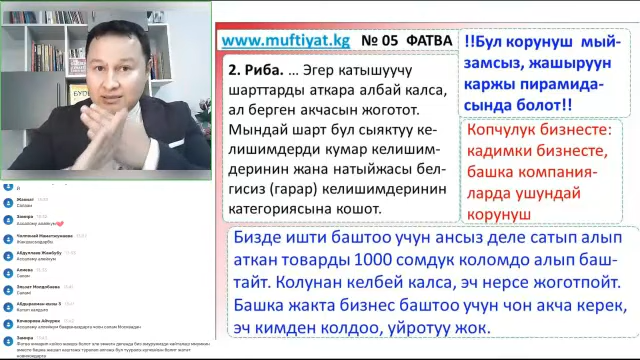 www.muftiyat.kg № 05 ФАТВА
2. Риба. ... Эгер катышуучу
шарттарды аткара албай калса,
ал берген акчасын жоготот.
Мындай шарт бул сыяктуу ке-
лишимдерди кумар келишим-
деринин жана натыйжасы бел-
гисиз (гарар) келишимдеринин
категориясына кошот.
!!Бул корунуш мый-
замсыз, жашыруун
каржы пирамида-
сында болот!!
Копчулук бизнесте:
кадимки бизнесте,
башка компания-
ларда ушундай
корунуш
Бизде ишти баштоо учун ансыз деле сатып алып
аткан товарды 1000 сомдук коломдо алып баш-
тайт. Колунан келбей калса, эч нерсе жоготпойт.
Башка жакта бизнес баштоо учун чон акча керек,
эч кимден колдоо, уйротуу жок.
Жаннат
Салам
Замира
Ассалому алейкум
Алиева
Салам
Замира